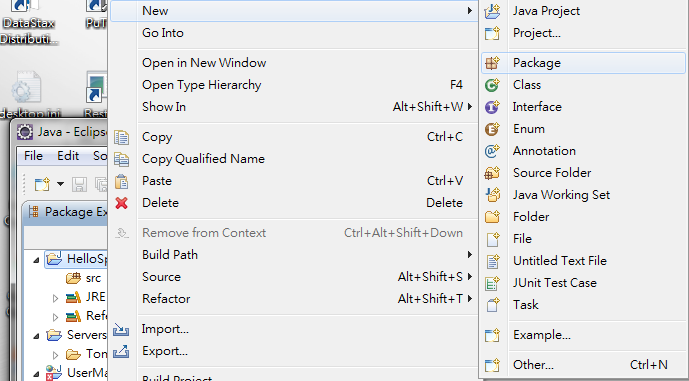 DataStax
Distributi...
PuT
desktop.ini
Rest
Java - Eclipse
File Edit So
Package Ex
HelloSp
src
JRE
Refe
Servers
Tom
UserMa
New
Go Into
Open in New Window
Open Type Hierarchy F4
Show In Alt+Shift+W
Copy Ctrl+C
Copy Qualified Name
Paste Ctrl+V
Delete Delete
Remove from Context Ctrl+Alt+Shift+Down
Build Path
Source Alt+Shift+S
Refactor Alt+Shift+T
Import...
Export...
Build Project
Java Project
Project...
Package
Class
Interface
Enum
Annotation
Source Folder
Java Working Set
Folder
File
Untitled Text File
JUnit Test Case
Task
Example...
Other... Ctrl+N